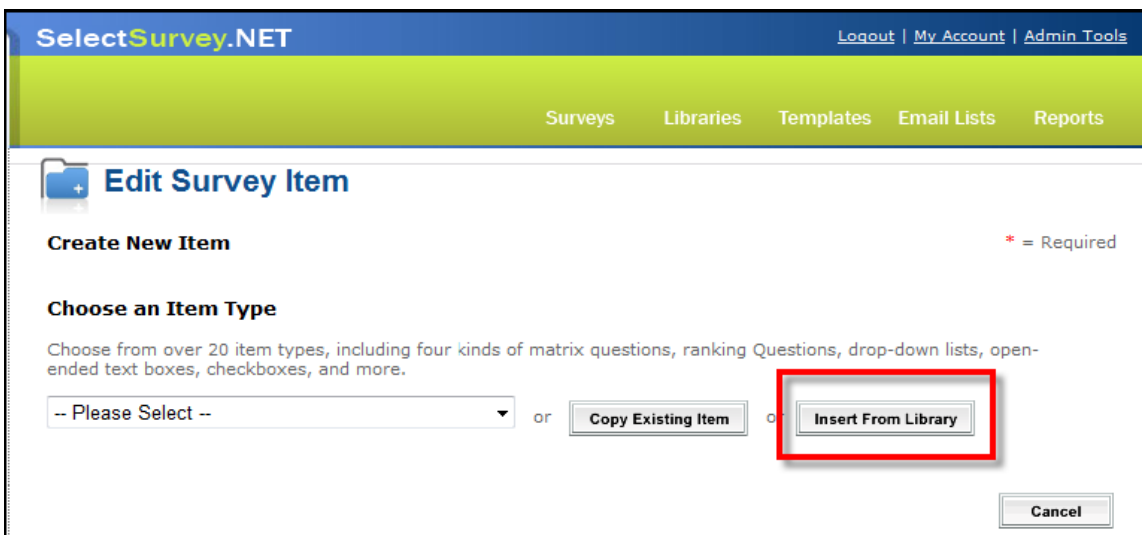 SelectSurvey.NET
Logout | My Account | Admin Tools
Surveys Libraries Templates Email Lists Reports
Edit Survey Item
Create New Item
* = Required
Choose an Item Type
Choose from over 20 item types, including four kinds of matrix questions, ranking Questions, drop-down lists, open-
ended text boxes, checkboxes, and more.
-- Please Select -- or Copy Existing Item or Insert From Library
Cancel